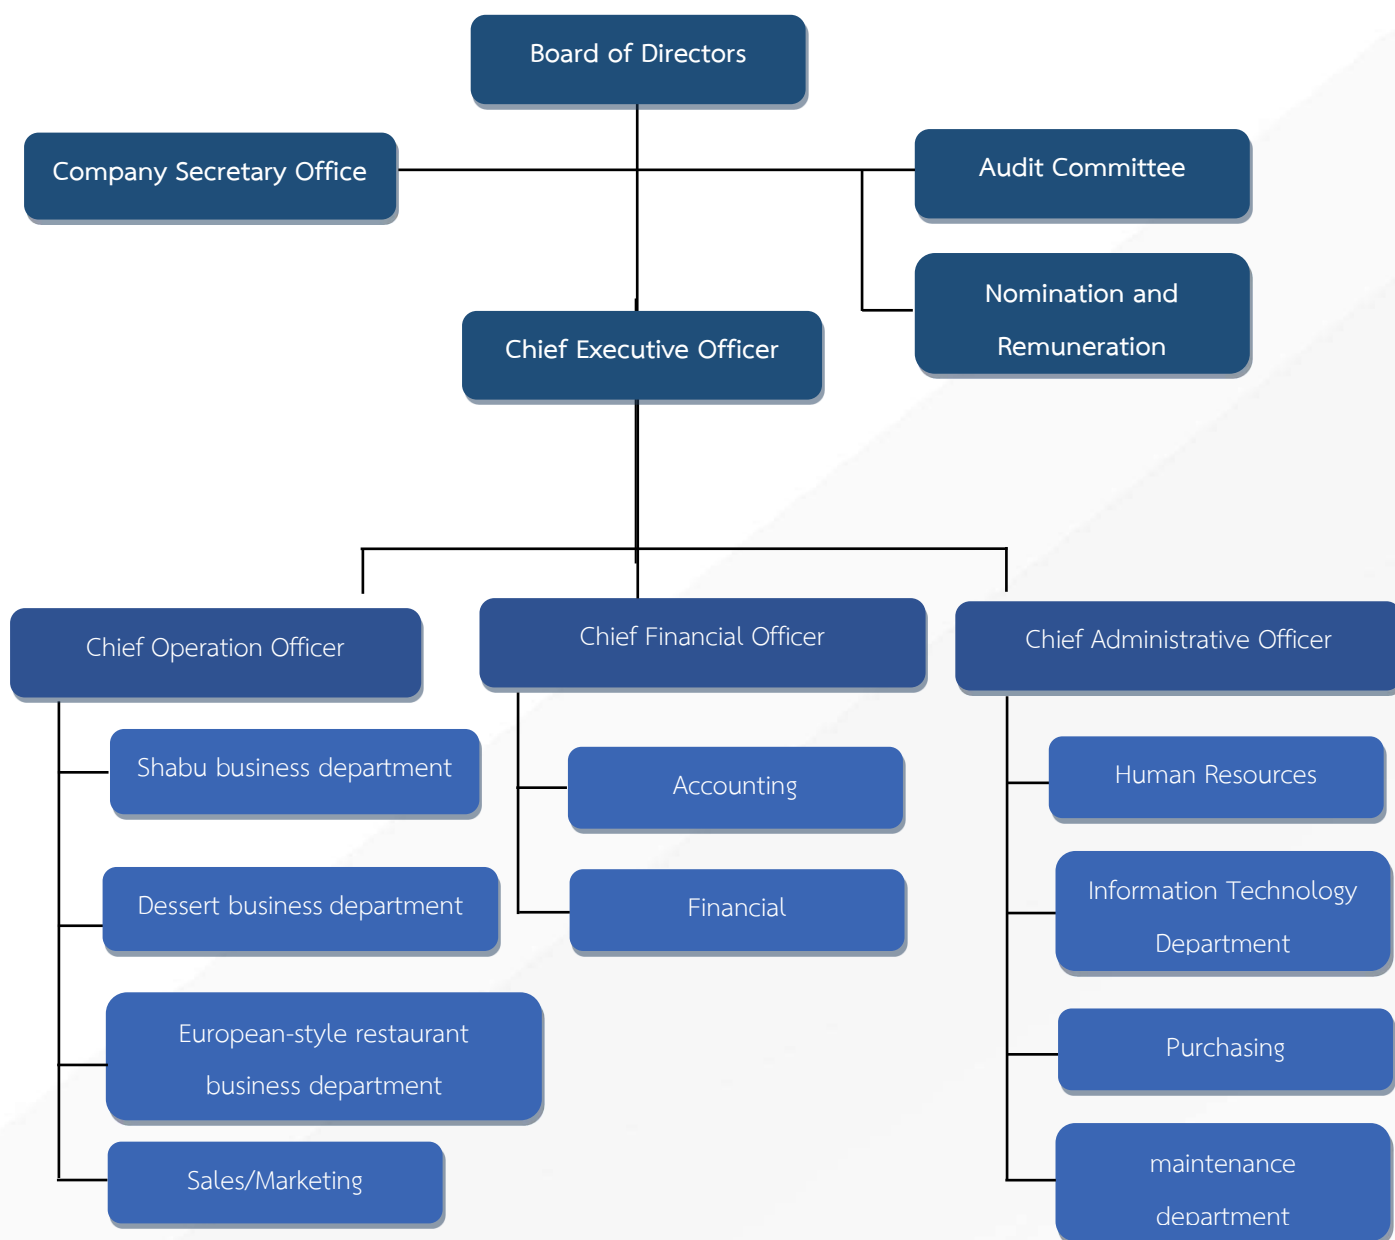 Board of Directors
Company Secretary Office
Audit Committee
Nomination and
Remuneration
Chief Executive Officer
Chief Operation Officer
Chief Financial Officer
Chief Administrative Officer
Shabu business department
Dessert business department
European-style restaurant
business department
Sales/Marketing
Accounting
Financial
Human Resources
Information Technology
Department
Purchasing
maintenance
department